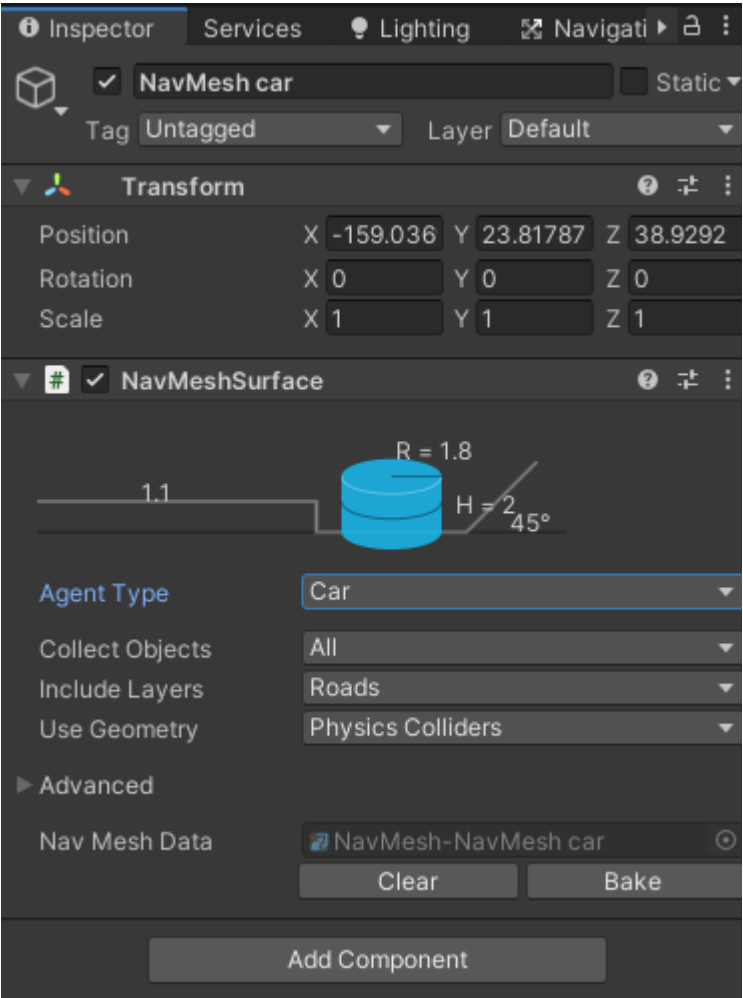 Inspector Services Lighting Navigati
NavMesh car Static
Tag Untagged Layer Default
Transform
Position X -159.036 Y 23.81787 Z 38.9292
Rotation X 0 Y 0 Z 0
Scale X 1 Y 1 Z 1
# NavMeshSurface
R = 1.8
1.1
H = 2
45°
Agent Type Car
Collect Objects All
Include Layers Roads
Use Geometry Physics Colliders
Advanced
Nav Mesh Data NavMesh-NavMesh car
Clear Bake
Add Component